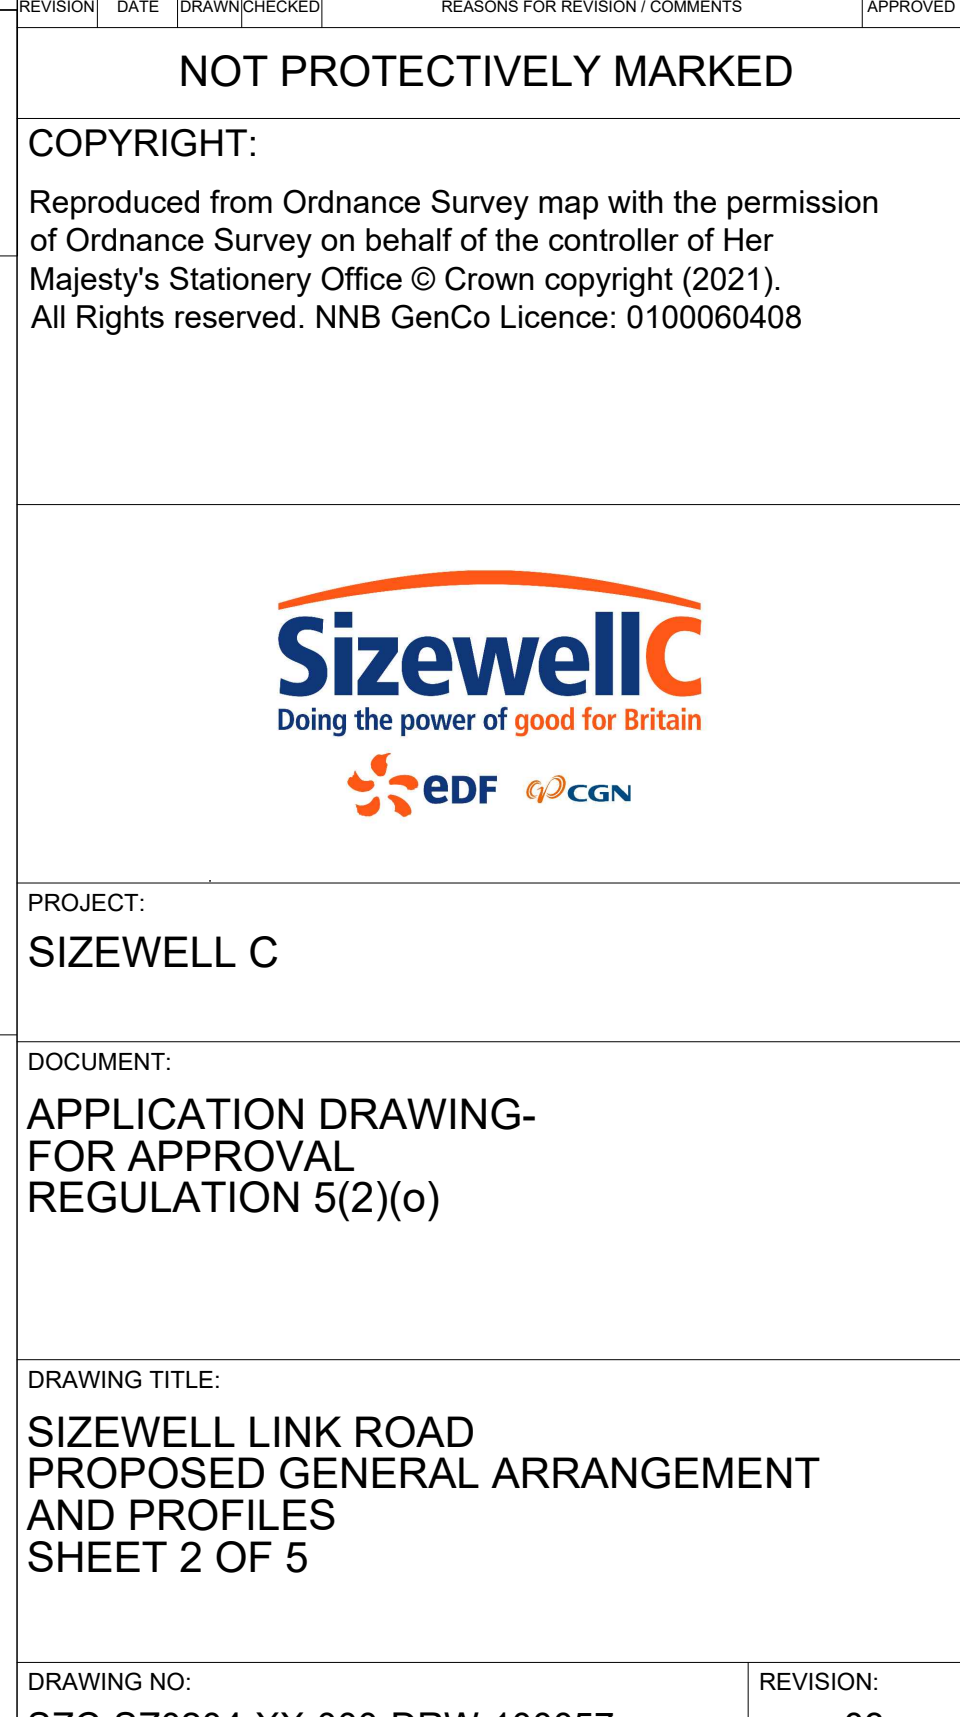 REVISION DATE DRAWN CHECKED REASONS FOR REVISION / COMMENTS APPROVED
NOT PROTECTIVELY MARKED
COPYRIGHT:
Reproduced from Ordnance Survey map with the permission
of Ordnance Survey on behalf of the controller of Her
Majesty's Stationery Office © Crown copyright (2021).
All Rights reserved. NNB GenCo Licence: 0100060408
SizewellC
Doing the power of good for Britain
eDF CGN
PROJECT:
SIZEWELL C
DOCUMENT:
APPLICATION DRAWING-
FOR APPROVAL
REGULATION 5(2)(o)
DRAWING TITLE:
SIZEWELL LINK ROAD
PROPOSED GENERAL ARRANGEMENT
AND PROFILES
SHEET 2 OF 5
DRAWING NO: REVISION: